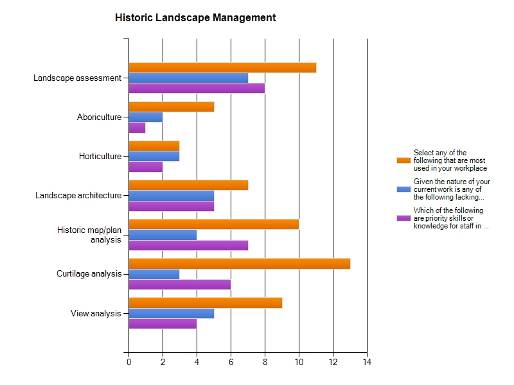 Historic Landscape Management
Landscape assessment
Aboriculture
Horticulture
Landscape architecture
Historic map/plan
analysis
Curtilage analysis
View analysis
0 2 4 6 8 10 12 14
Select any of the
following that are most
used in your workplace
Given the nature of your
current work is any of
the following lacking...
Which of the following
are priority skills or
knowledge for staff in ...